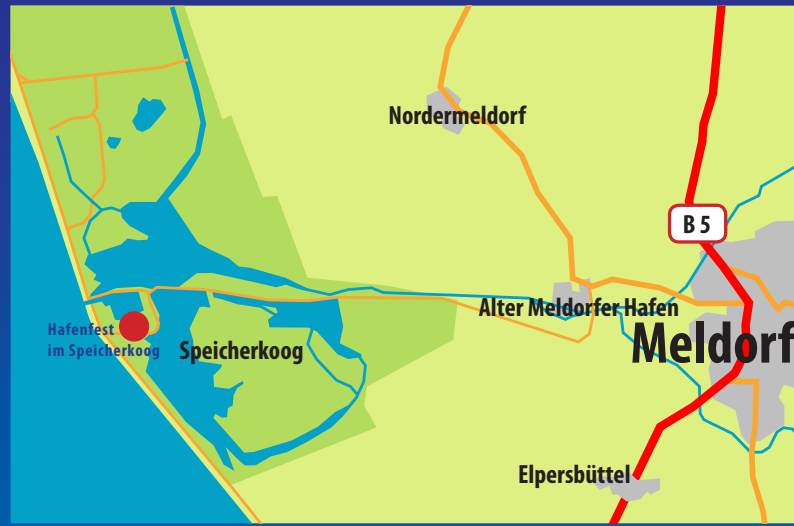 Nordermeldorf
B 5
Alter Meldorfer Hafen
Meldorf
Hafenfest
im Speicherkoog
Speicherkoog
Elpersbüttel